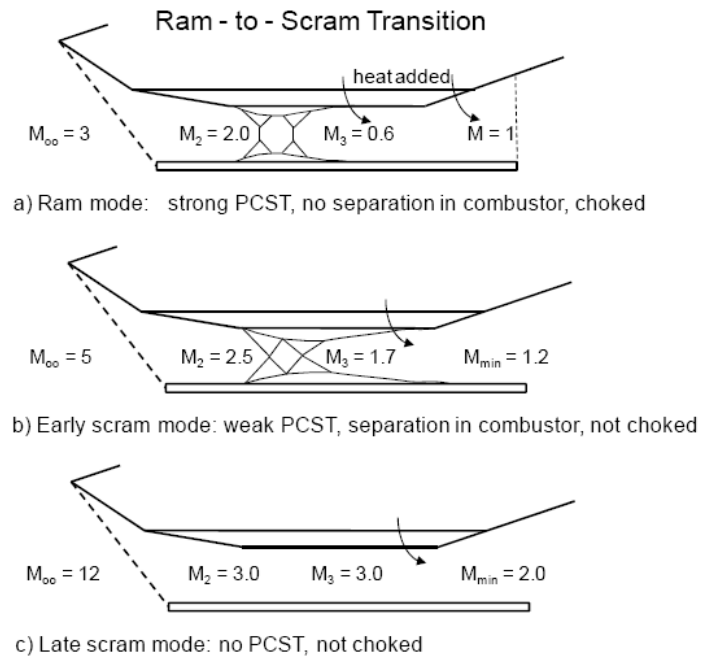 Ram - to - Scram Transition
heat added
M∞ = 3 M₂ = 2.0 M₃ = 0.6 M = 1
a) Ram mode: strong PCST, no separation in combustor, choked
M∞ = 5 M₂ = 2.5 M₃ = 1.7 Mmin = 1.2
b) Early scram mode: weak PCST, separation in combustor, not choked
M∞ = 12 M₂ = 3.0 M₃ = 3.0 Mmin = 2.0
c) Late scram mode: no PCST, not choked